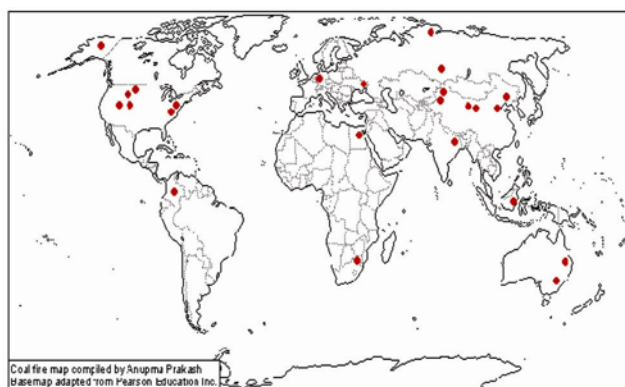 Coal fire map compiled by Anupma Prakash
Basemap adapted from Pearson Education Inc.